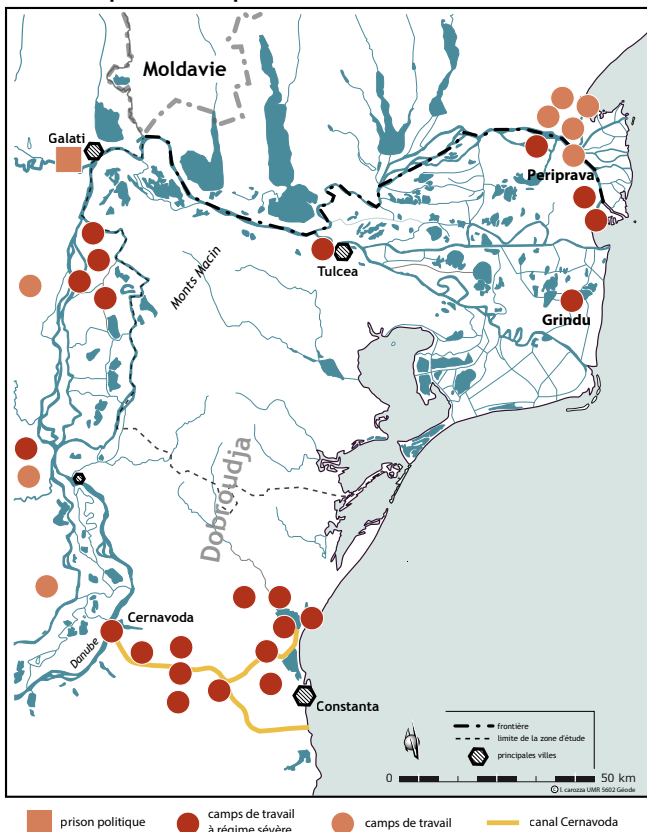 Moldavie
Galati
Periprava
Monts Macin
Tulcea
Grindu
Dobroudja
Cernavoda
Danube
Constanta
frontière
limite de la zone d'étude
principales villes
0 50 km
© l. carozza UMR 5602 Géode
prison politique
camps de travail
à régime sévère
camps de travail
canal Cernavoda